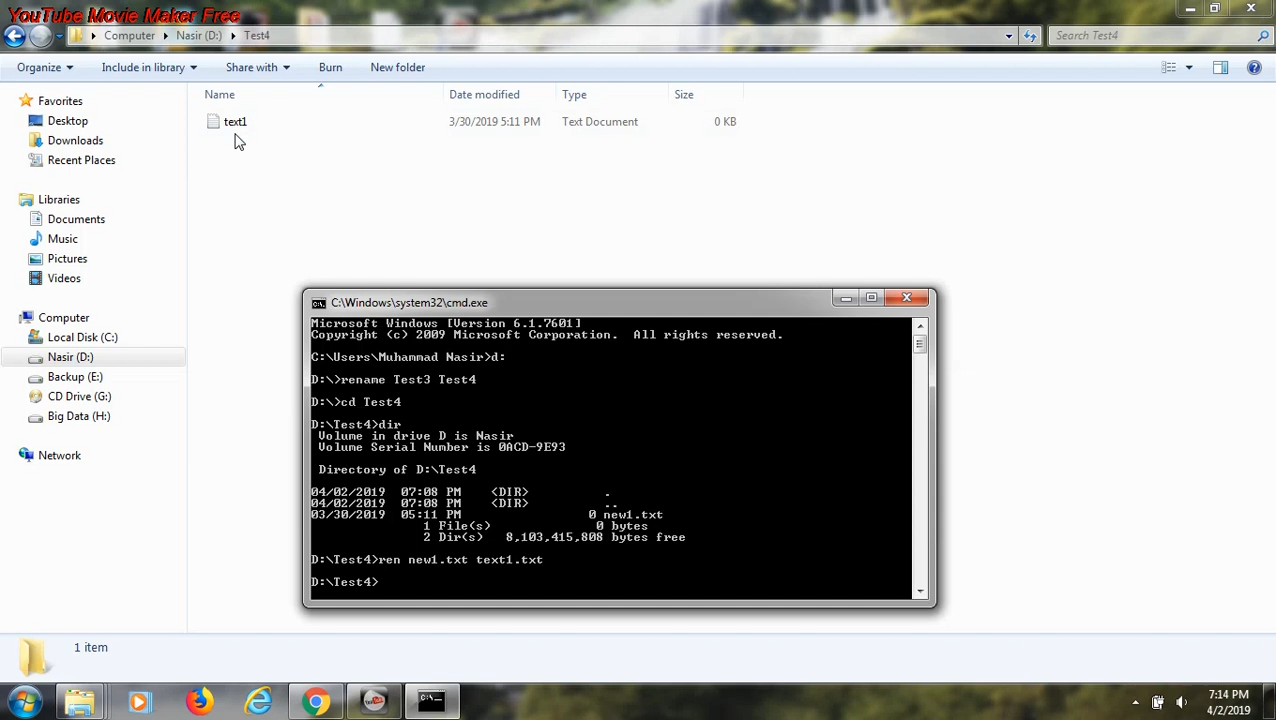 YouTube Movie Maker Free
Computer Nasir (D:) Test4
Search Test4
Organize Include in library Share with Burn New folder
Name Date modified Type Size
text1 3/30/2019 5:11 PM Text Document 0 KB
Favorites
Desktop
Downloads
Recent Places
Libraries
Documents
Music
Pictures
Videos
Computer
Local Disk (C:)
Nasir (D:)
Backup (E:)
CD Drive (G:)
Big Data (H:)
Network
C:\Windows\system32\cmd.exe
Microsoft Windows [Version 6.1.7601]
Copyright (c) 2009 Microsoft Corporation. All rights reserved.
C:\Users\Muhammad Nasir>d:
D:\>rename Test3 Test4
D:\>cd Test4
D:\Test4>dir
Volume in drive D is Nasir
Volume Serial Number is 0ACD-9E93
Directory of D:\Test4
04/02/2019 07:08 PM <DIR> .
04/02/2019 07:08 PM <DIR> ..
03/30/2019 05:11 PM 0 new1.txt
1 File(s) 0 bytes
2 Dir(s) 8,103,415,808 bytes free
D:\Test4>ren new1.txt text1.txt
D:\Test4>
1 item
7:14 PM
4/2/2019